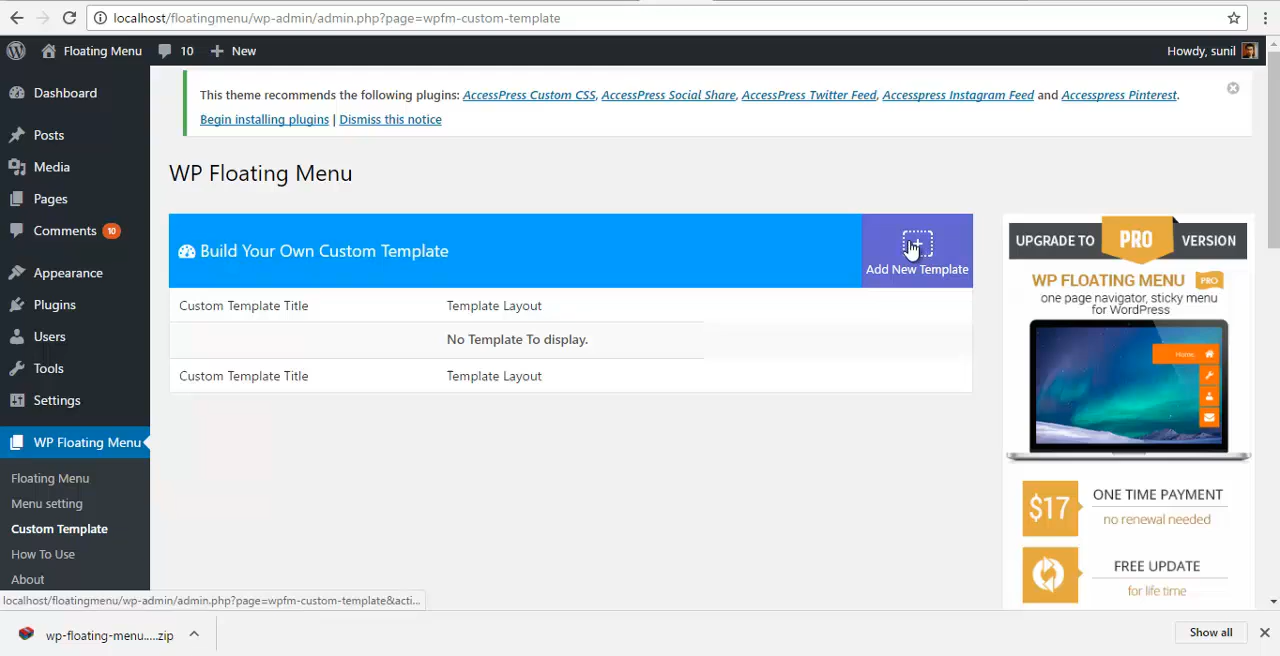 localhost/floatingmenu/wp-admin/admin.php?page=wpfm-custom-template
Floating Menu
10
New
Howdy, sunil
Dashboard
Posts
Media
Pages
Comments 10
Appearance
Plugins
Users
Tools
Settings
WP Floating Menu
Floating Menu
Menu setting
Custom Template
How To Use
About
This theme recommends the following plugins: AccessPress Custom CSS, AccessPress Social Share, AccessPress Twitter Feed, Accesspress Instagram Feed and Accesspress Pinterest.
Begin installing plugins | Dismiss this notice
WP Floating Menu
Build Your Own Custom Template
Add New Template
Custom Template Title Template Layout
No Template To display.
Custom Template Title Template Layout
UPGRADE TO PRO VERSION
WP FLOATING MENU PRO
one page navigator, sticky menu
for WordPress
Home
$17
ONE TIME PAYMENT
no renewal needed
FREE UPDATE
for life time
localhost/floatingmenu/wp-admin/admin.php?page=wpfm-custom-template&acti...
wp-floating-menu....zip
Show all